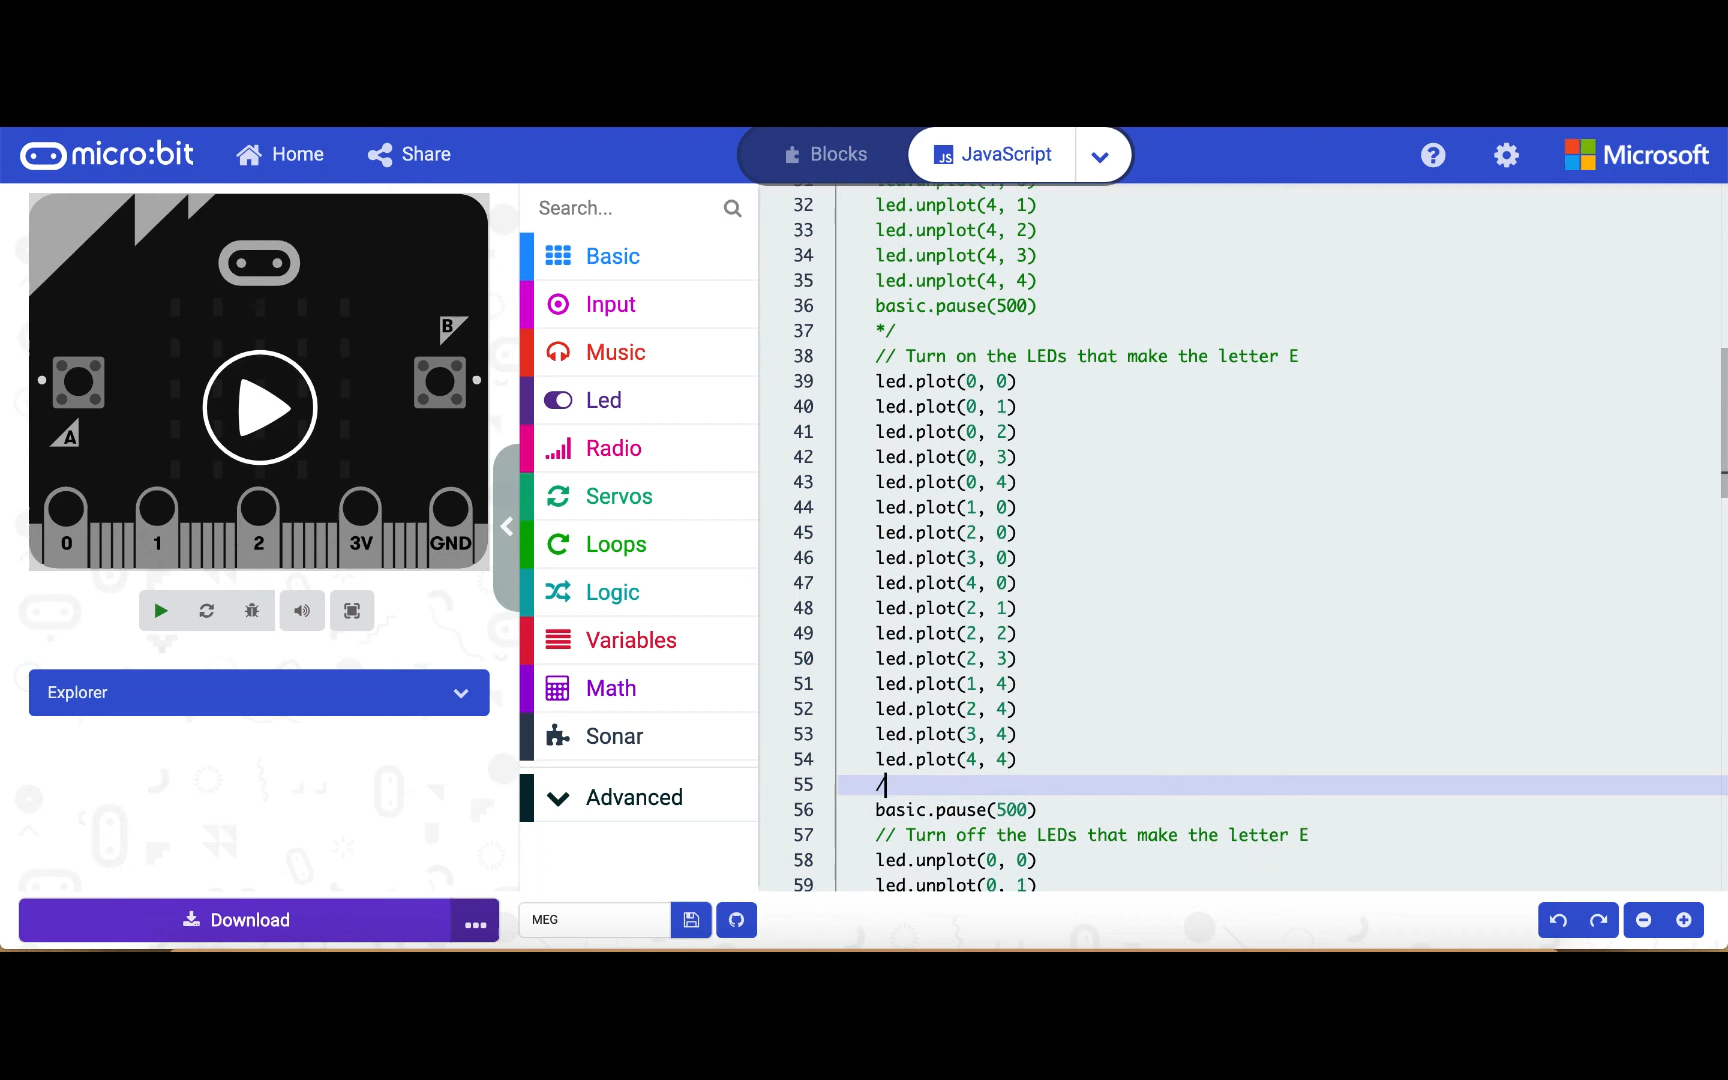 micro:bit
Home
Share
Blocks
JS JavaScript
?
Microsoft
Search...
Basic
Input
Music
Led
Radio
Servos
Loops
Logic
Variables
Math
Sonar
Advanced
B
A
0 1 2 3V GND
Explorer
Download
...
MEG
32 led.unplot(4, 1)
33 led.unplot(4, 2)
34 led.unplot(4, 3)
35 led.unplot(4, 4)
36 basic.pause(500)
37 */
38 // Turn on the LEDs that make the letter E
39 led.plot(0, 0)
40 led.plot(0, 1)
41 led.plot(0, 2)
42 led.plot(0, 3)
43 led.plot(0, 4)
44 led.plot(1, 0)
45 led.plot(2, 0)
46 led.plot(3, 0)
47 led.plot(4, 0)
48 led.plot(2, 1)
49 led.plot(2, 2)
50 led.plot(2, 3)
51 led.plot(1, 4)
52 led.plot(2, 4)
53 led.plot(3, 4)
54 led.plot(4, 4)
55 /
56 basic.pause(500)
57 // Turn off the LEDs that make the letter E
58 led.unplot(0, 0)
59 led.unplot(0, 1)